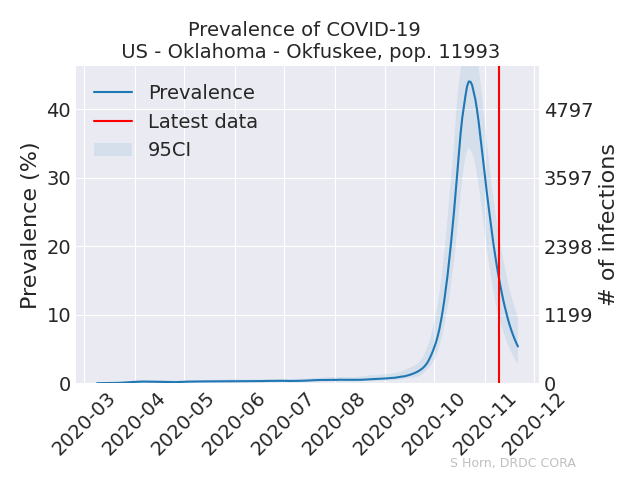 Prevalence of COVID-19
US - Oklahoma - Okfuskee, pop. 11993
Prevalence
Latest data
95CI
Prevalence (%)
40
30
20
10
0
4797
3597
2398
1199
0
# of infections
2020-03
2020-04
2020-05
2020-06
2020-07
2020-08
2020-09
2020-10
2020-11
2020-12
S Horn, DRDC CORA